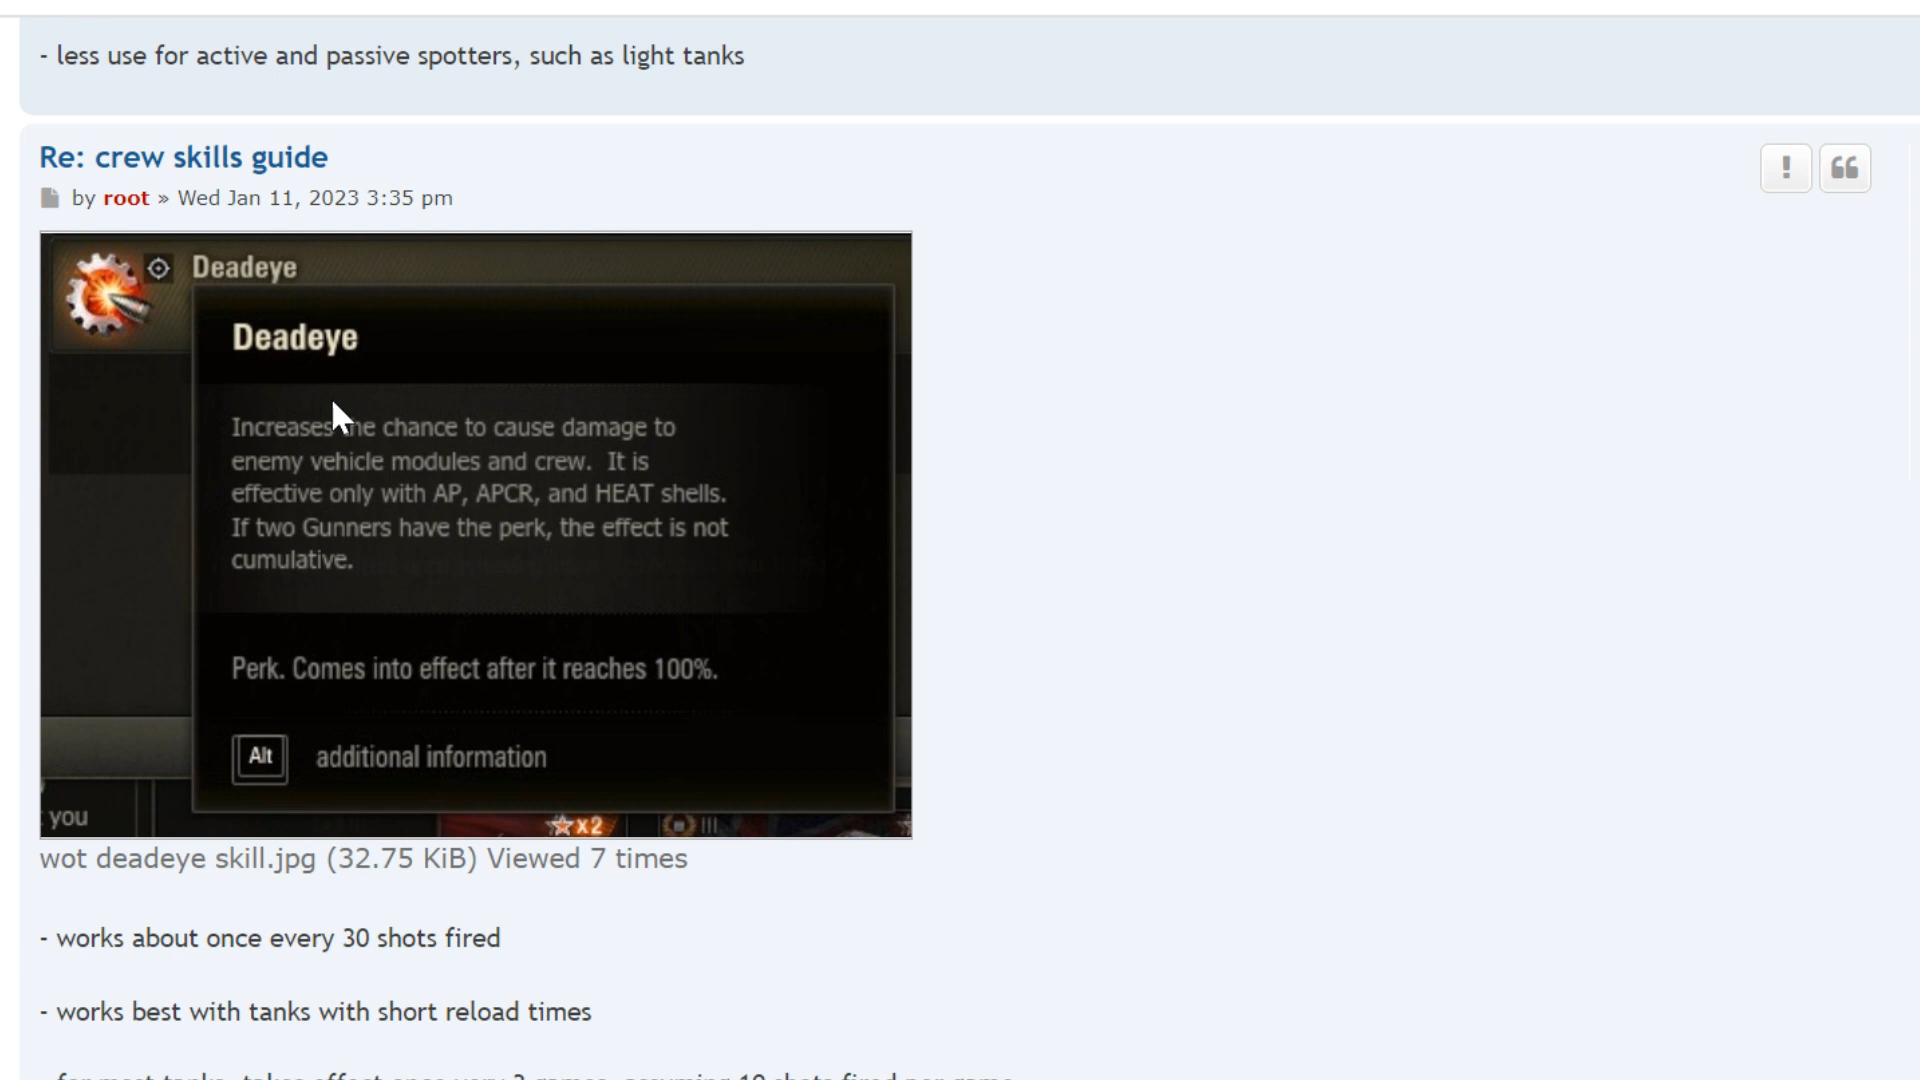 - less use for active and passive spotters, such as light tanks
Re: crew skills guide
by root » Wed Jan 11, 2023 3:35 pm
Deadeye
Deadeye
Increases the chance to cause damage to
enemy vehicle modules and crew. It is
effective only with AP, APCR, and HEAT shells.
If two Gunners have the perk, the effect is not
cumulative.
Perk. Comes into effect after it reaches 100%.
Alt additional information
you
x2
III
wot deadeye skill.jpg (32.75 KiB) Viewed 7 times
- works about once every 30 shots fired
- works best with tanks with short reload times